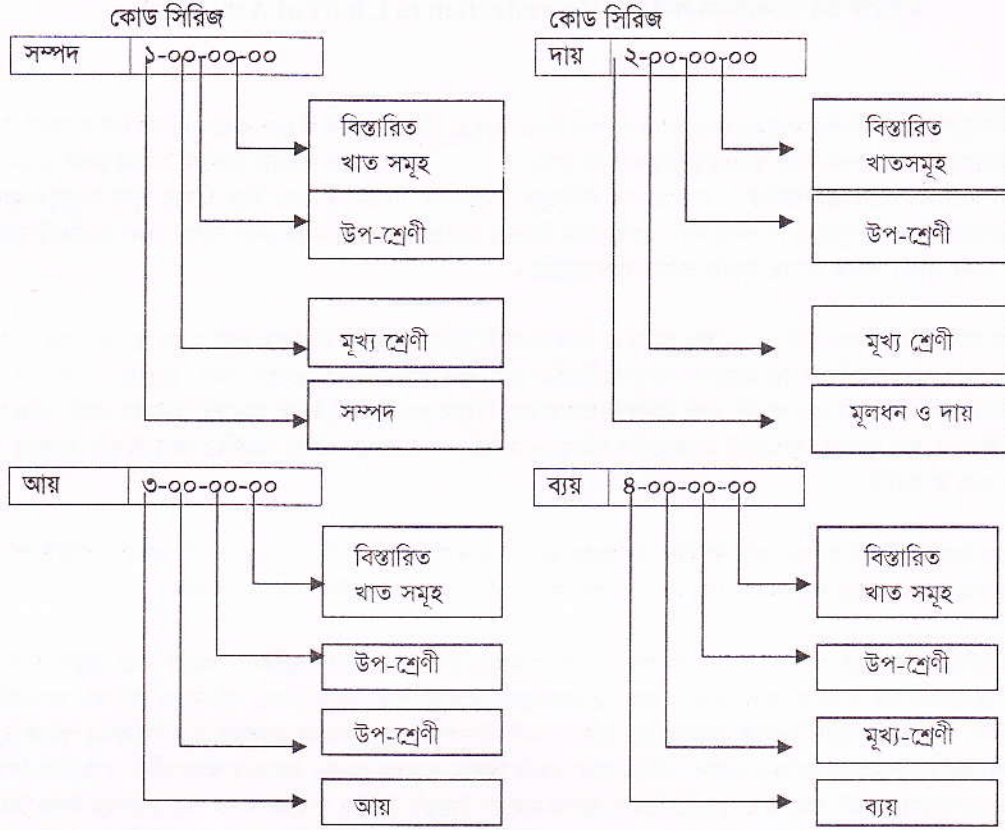 কোড সিরিজ
সম্পদ ১-০০-০০-০০
বিস্তারিত
খাত সমূহ
উপ-শ্রেণী
মূখ্য শ্রেণী
সম্পদ
কোড সিরিজ
দায় ২-০০-০০-০০
বিস্তারিত
খাতসমূহ
উপ-শ্রেণী
মূখ্য শ্রেণী
মূলধন ও দায়
আয় ৩-০০-০০-০০
বিস্তারিত
খাত সমূহ
উপ-শ্রেণী
উপ-শ্রেণী
আয়
ব্যয় ৪-০০-০০-০০
বিস্তারিত
খাত সমূহ
উপ-শ্রেণী
মূখ্য-শ্রেণী
ব্যয়